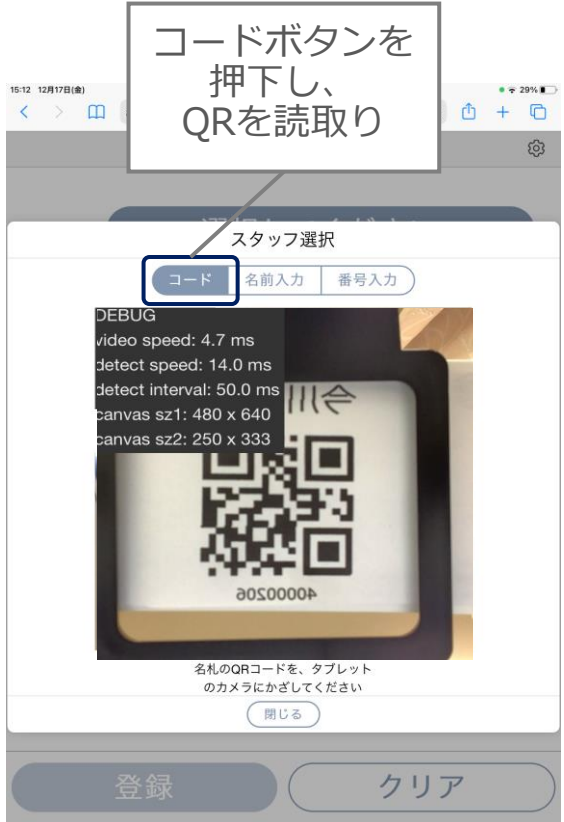 コードボタンを
押下し、
QRを読取り
15:12 12月17日(金)
29%
スタッフ選択
コード 名前入力 番号入力
DEBUG
video speed: 4.7 ms
detect speed: 14.0 ms
detect interval: 50.0 ms
canvas sz1: 480 x 640
canvas sz2: 250 x 333
今川
40000206
名札のQRコードを、タブレット
のカメラにかざしてください
閉じる
登録 クリア